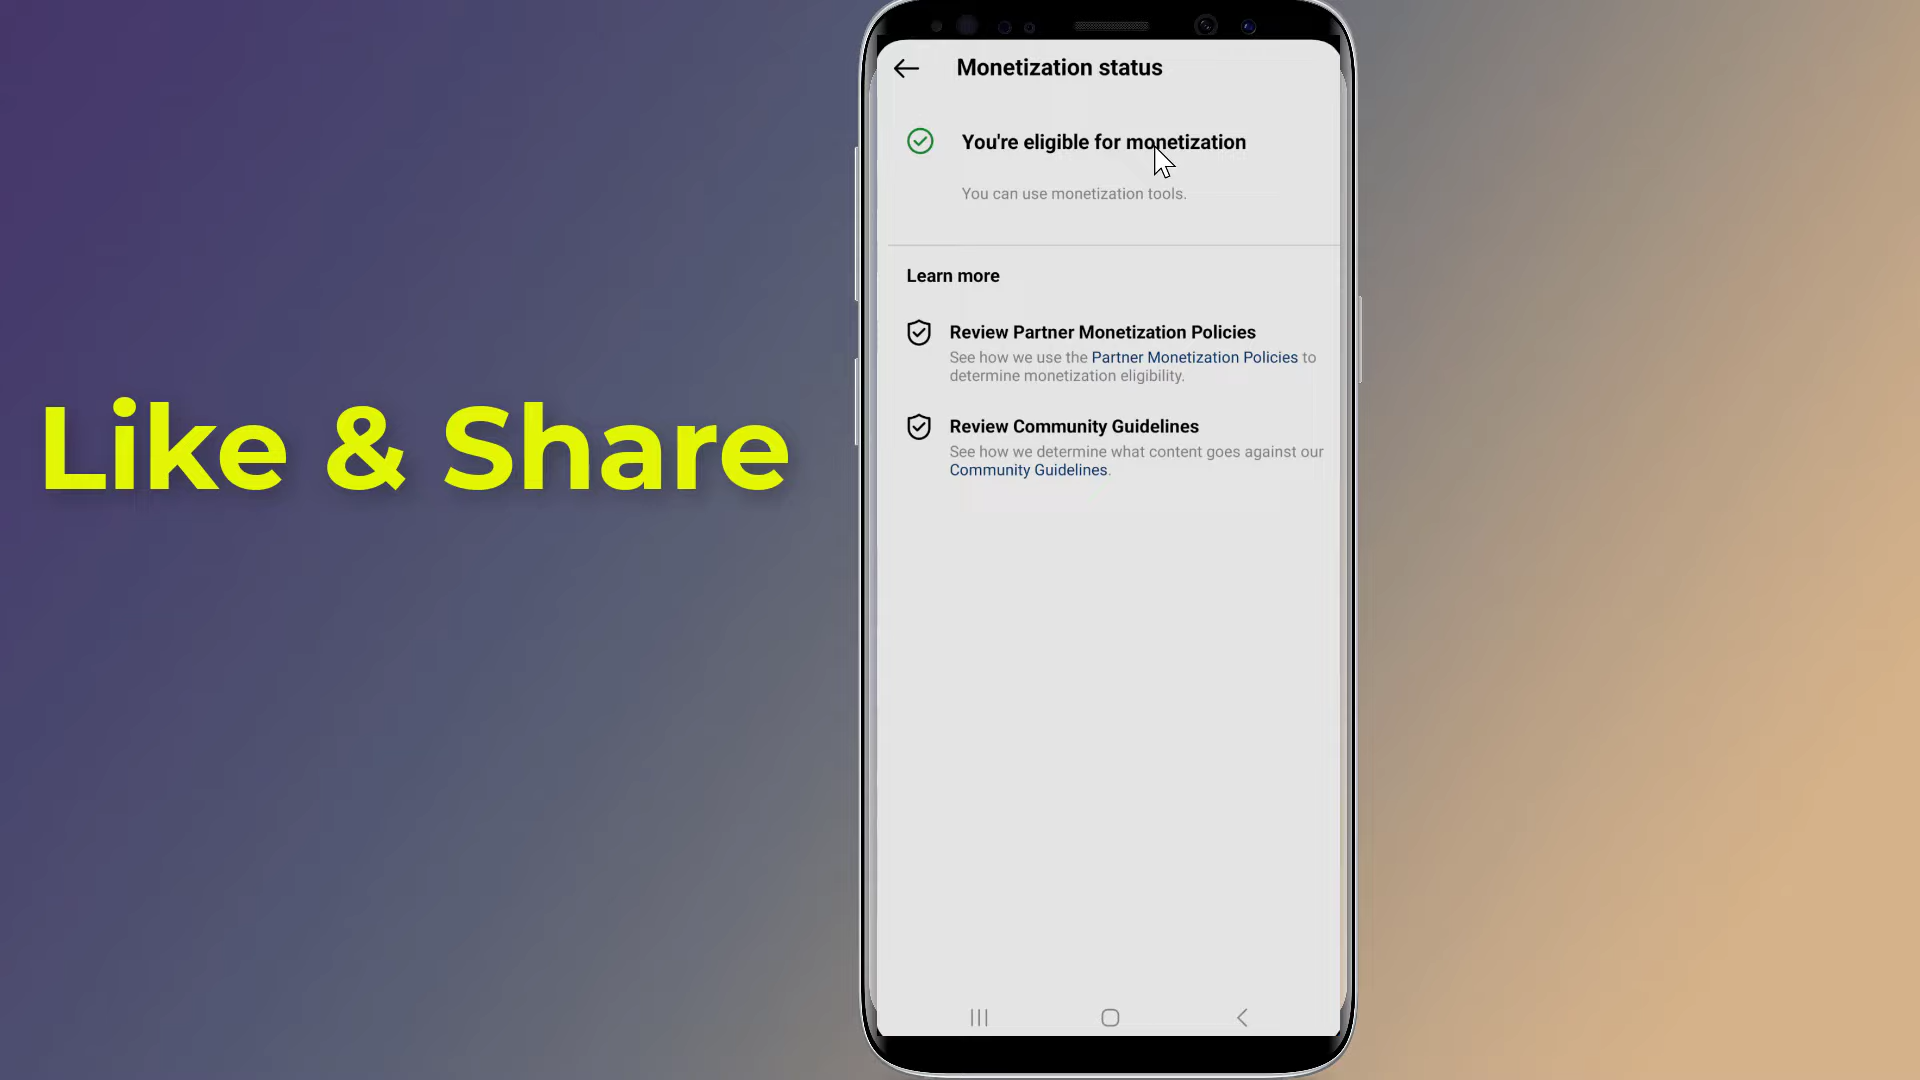 Like & Share
Monetization status
You're eligible for monetization
You can use monetization tools.
Learn more
Review Partner Monetization Policies
See how we use the Partner Monetization Policies to
determine monetization eligibility.
Review Community Guidelines
See how we determine what content goes against our
Community Guidelines.